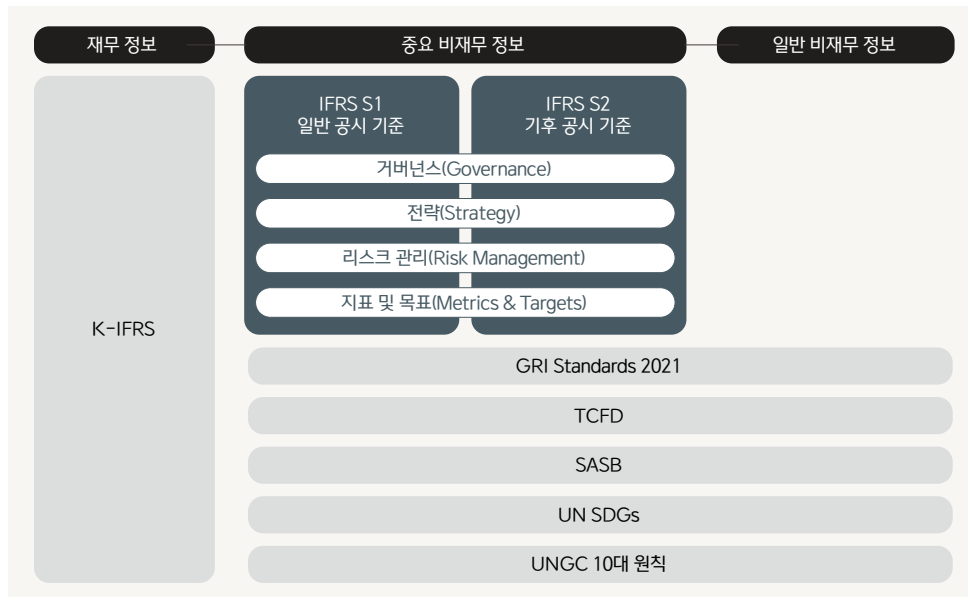 재무 정보
중요 비재무 정보
일반 비재무 정보
K-IFRS
IFRS S1
일반 공시 기준
IFRS S2
기후 공시 기준
거버넌스(Governance)
전략(Strategy)
리스크 관리(Risk Management)
지표 및 목표(Metrics & Targets)
GRI Standards 2021
TCFD
SASB
UN SDGs
UNGC 10대 원칙